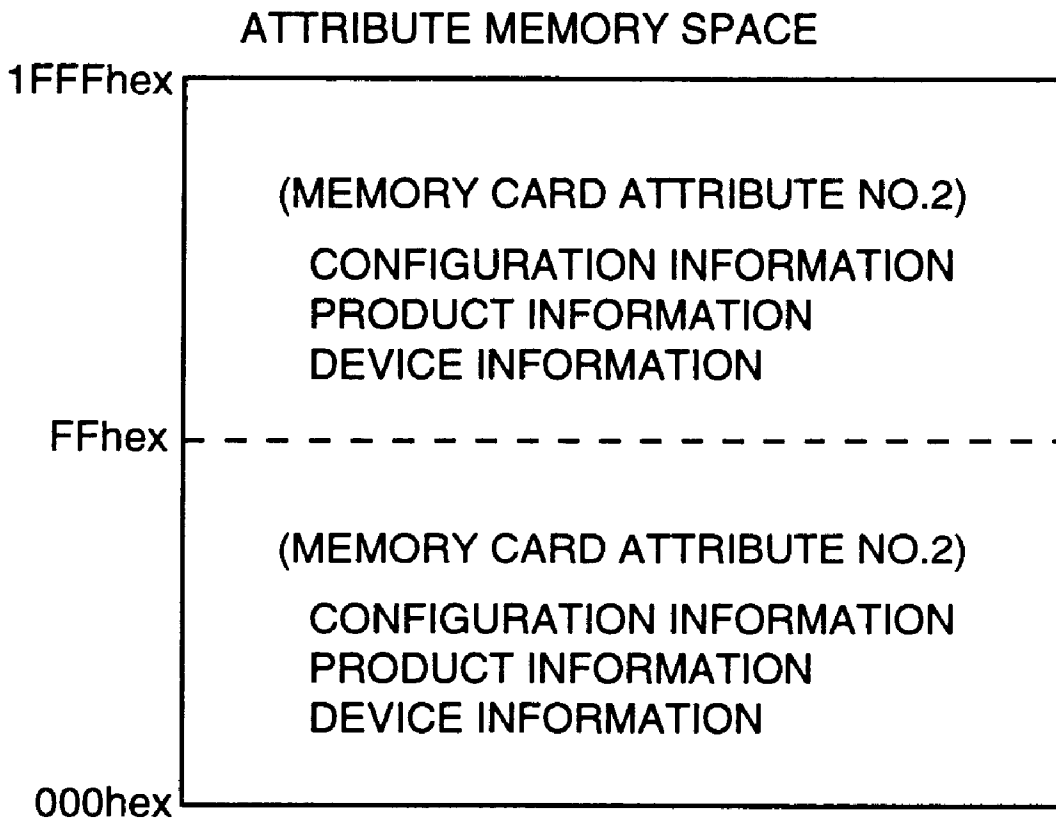 ATTRIBUTE MEMORY SPACE
1FFFhex
(MEMORY CARD ATTRIBUTE NO.2)
CONFIGURATION INFORMATION
PRODUCT INFORMATION
DEVICE INFORMATION
FFhex
(MEMORY CARD ATTRIBUTE NO.2)
CONFIGURATION INFORMATION
PRODUCT INFORMATION
DEVICE INFORMATION
000hex